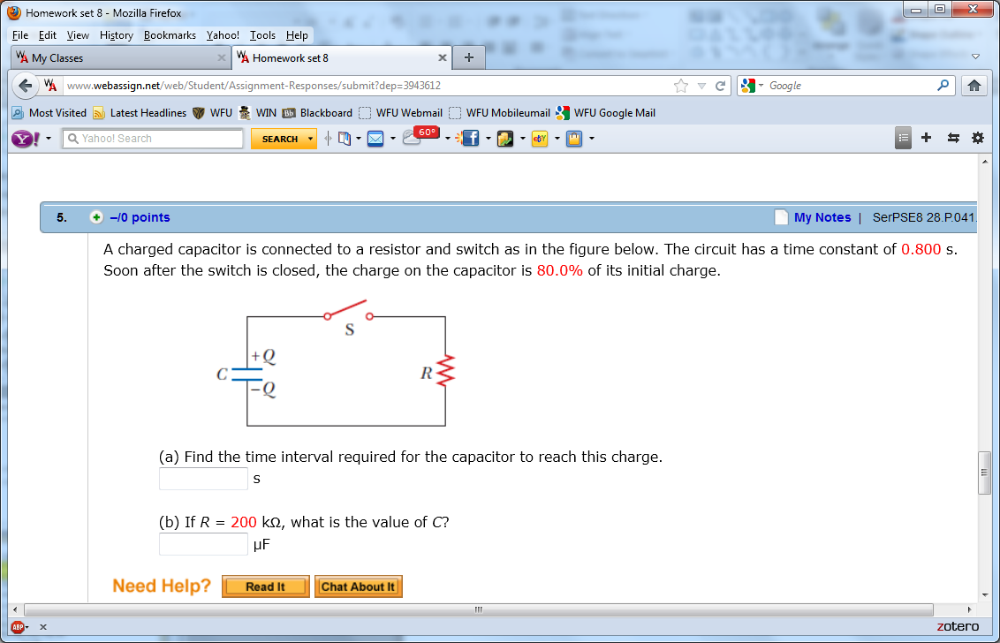 Homework set 8 - Mozilla Firefox
File Edit View History Bookmarks Yahoo! Tools Help
My Classes
Homework set 8
www.webassign.net/web/Student/Assignment-Responses/submit?dep=3943612
Google
Most Visited Latest Headlines WFU WIN Bb Blackboard WFU Webmail WFU Mobileumail WFU Google Mail
Y! Yahoo! Search SEARCH 60° f ebY
5. –/0 points My Notes | SerPSE8 28.P.041.
A charged capacitor is connected to a resistor and switch as in the figure below. The circuit has a time constant of 0.800 s.
Soon after the switch is closed, the charge on the capacitor is 80.0% of its initial charge.
S
+Q
C
R
−Q
(a) Find the time interval required for the capacitor to reach this charge.
s
(b) If R = 200 kΩ, what is the value of C?
µF
Need Help? Read It Chat About It
ABP x zotero